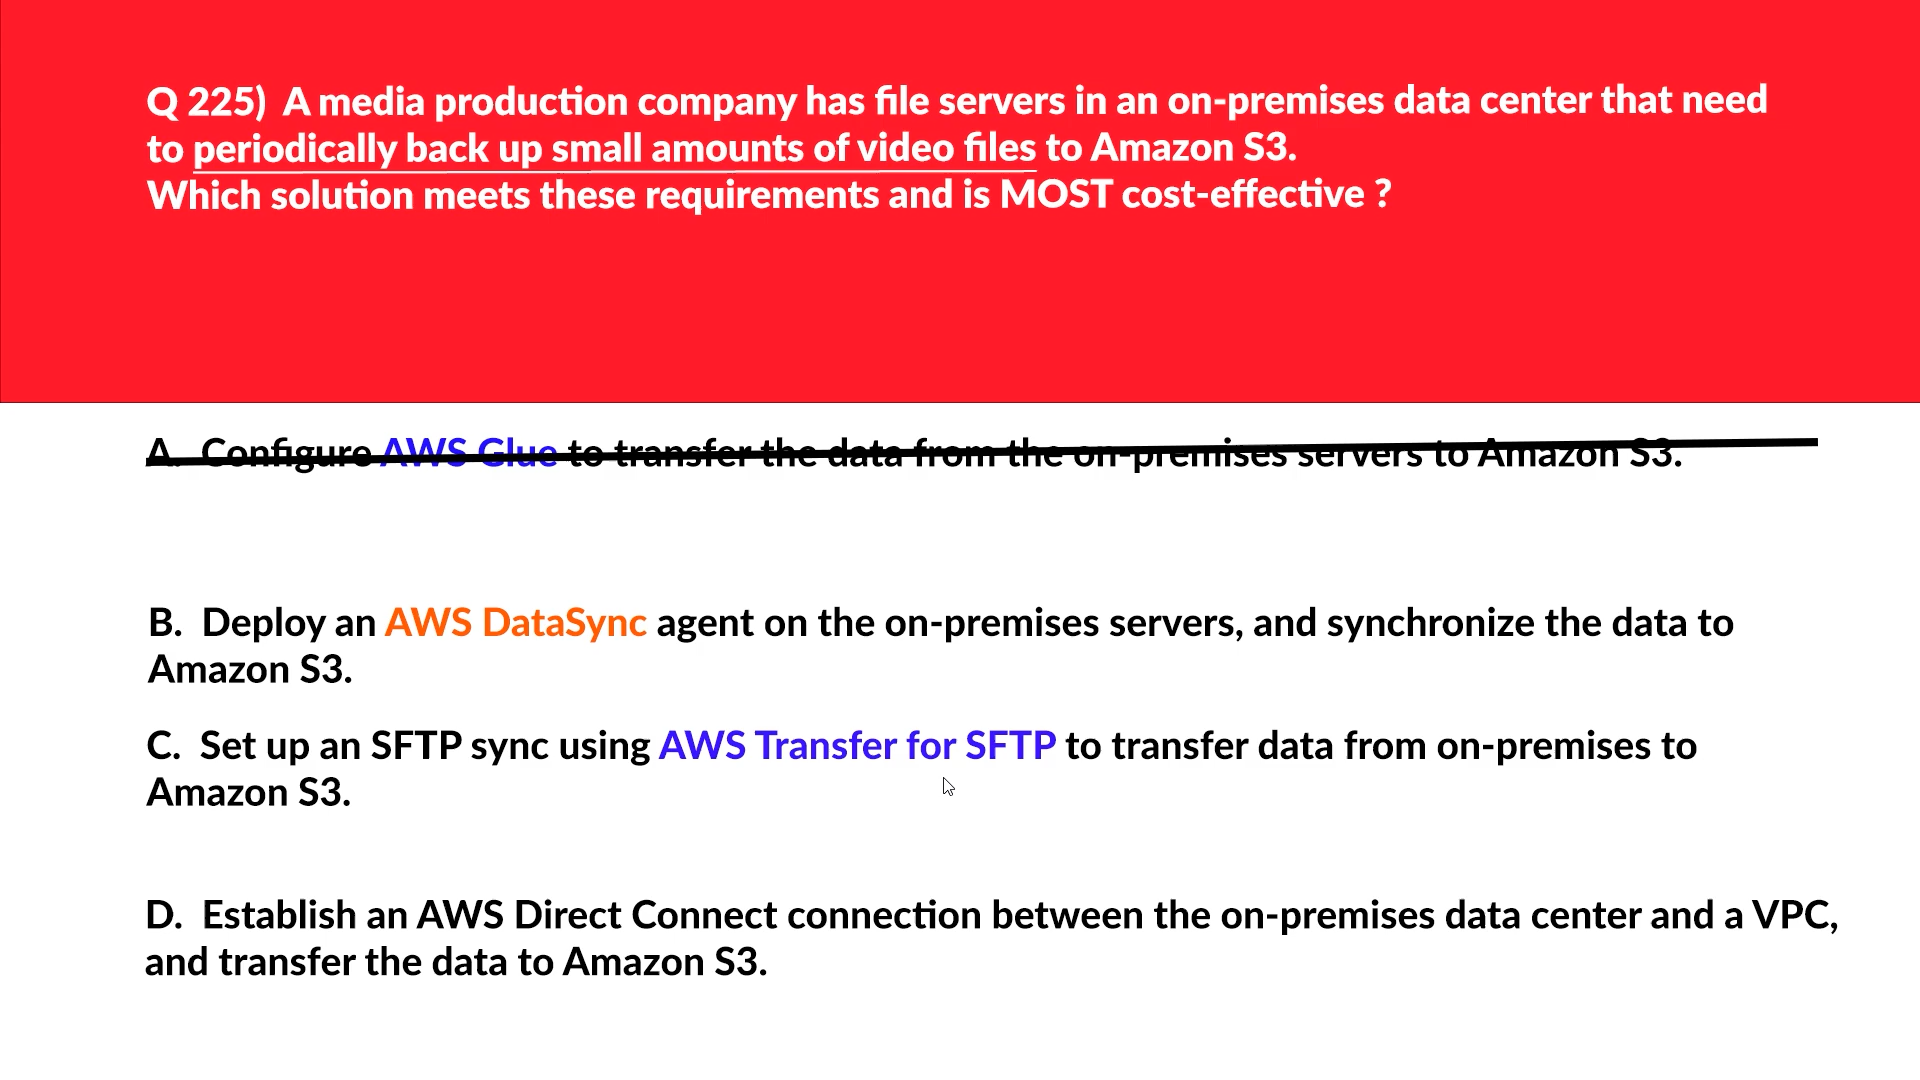 Q 225) A media production company has file servers in an on-premises data center that need
to periodically back up small amounts of video files to Amazon S3.
Which solution meets these requirements and is MOST cost-effective ?
A. Configure AWS Glue to transfer the data from the on-premises servers to Amazon S3.
B. Deploy an AWS DataSync agent on the on-premises servers, and synchronize the data to
Amazon S3.
C. Set up an SFTP sync using AWS Transfer for SFTP to transfer data from on-premises to
Amazon S3.
D. Establish an AWS Direct Connect connection between the on-premises data center and a VPC,
and transfer the data to Amazon S3.